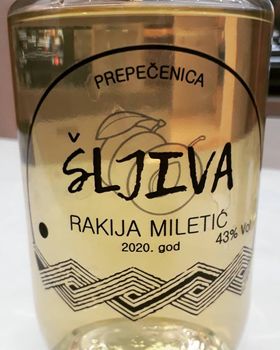 PREPEČENICA
ŠLJIVA
RAKIJA MILETIĆ
2020. god
43% Vol